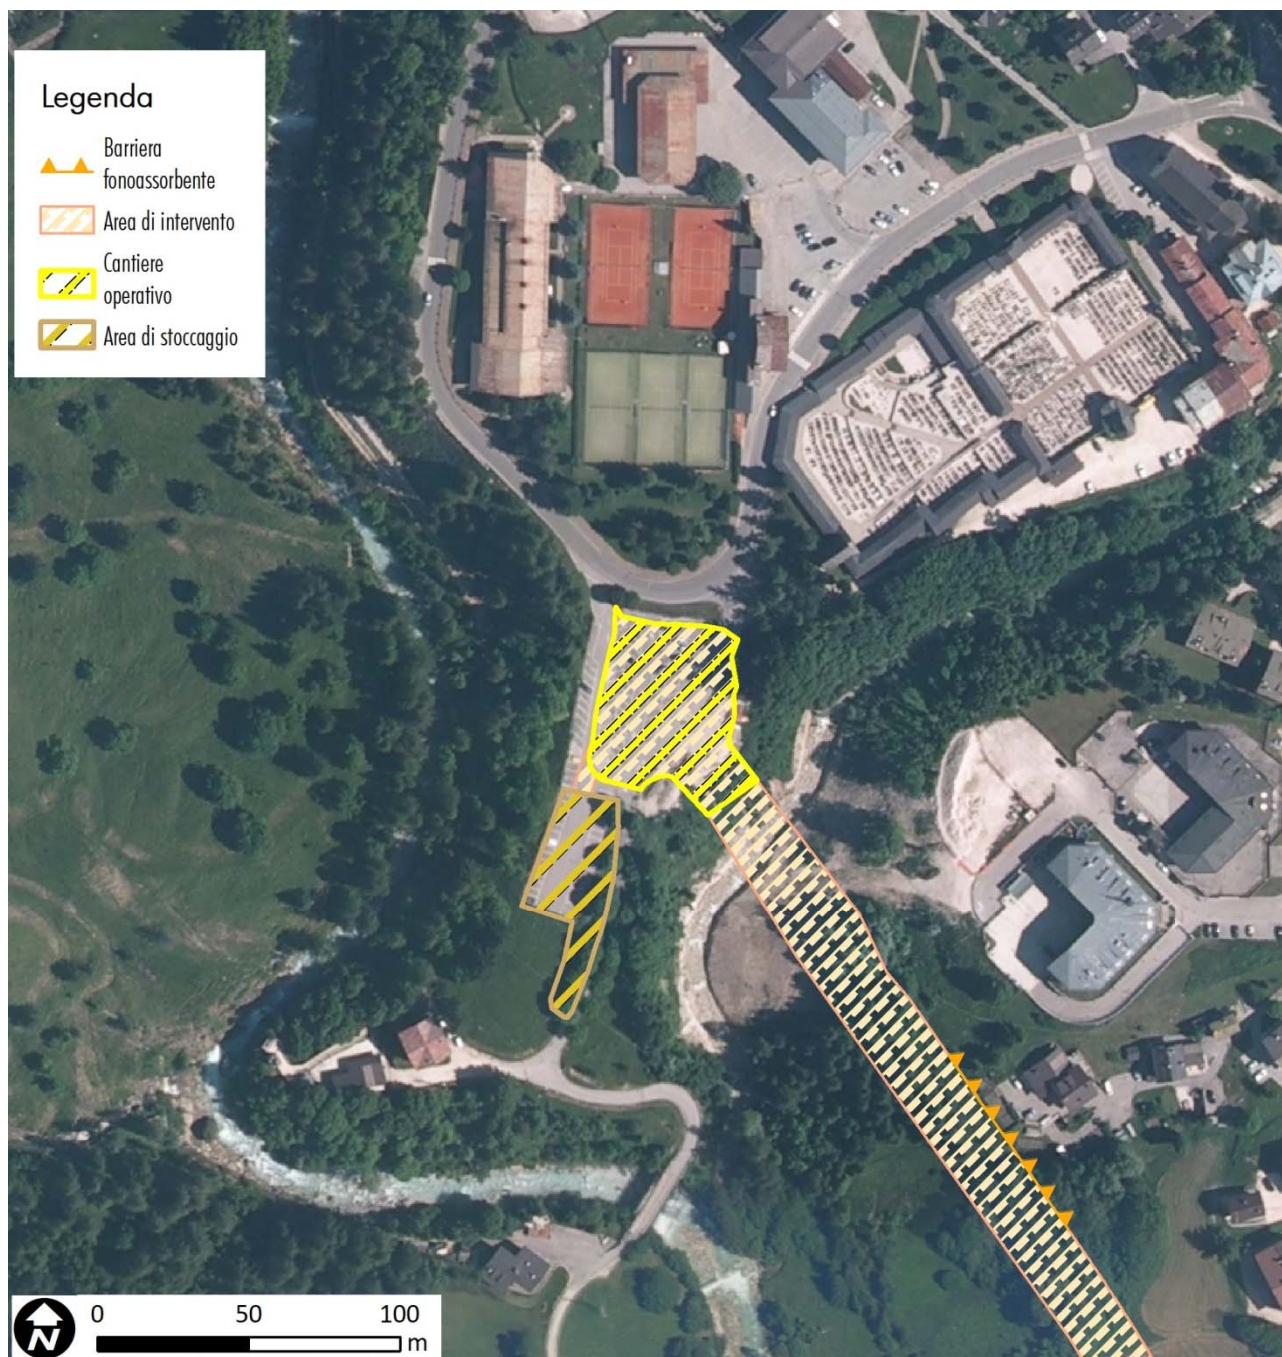 Legenda
Barriera
fonoassorbente
Area di intervento
Cantiere
operativo
Area di stoccaggio
N
0 50 100
m